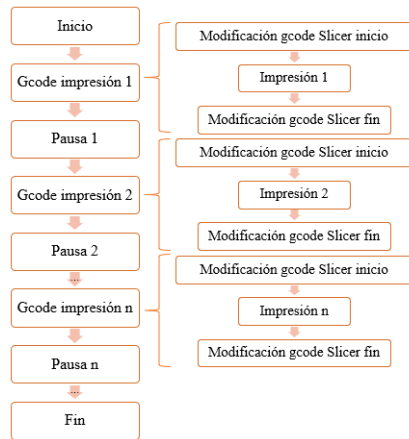 Inicio
Gcode impresión 1
Modificación gcode Slicer inicio
Impresión 1
Modificación gcode Slicer fin
Pausa 1
Gcode impresión 2
Modificación gcode Slicer inicio
Impresión 2
Modificación gcode Slicer fin
Pausa 2
...
Gcode impresión n
Modificación gcode Slicer inicio
Impresión n
Modificación gcode Slicer fin
Pausa n
...
Fin